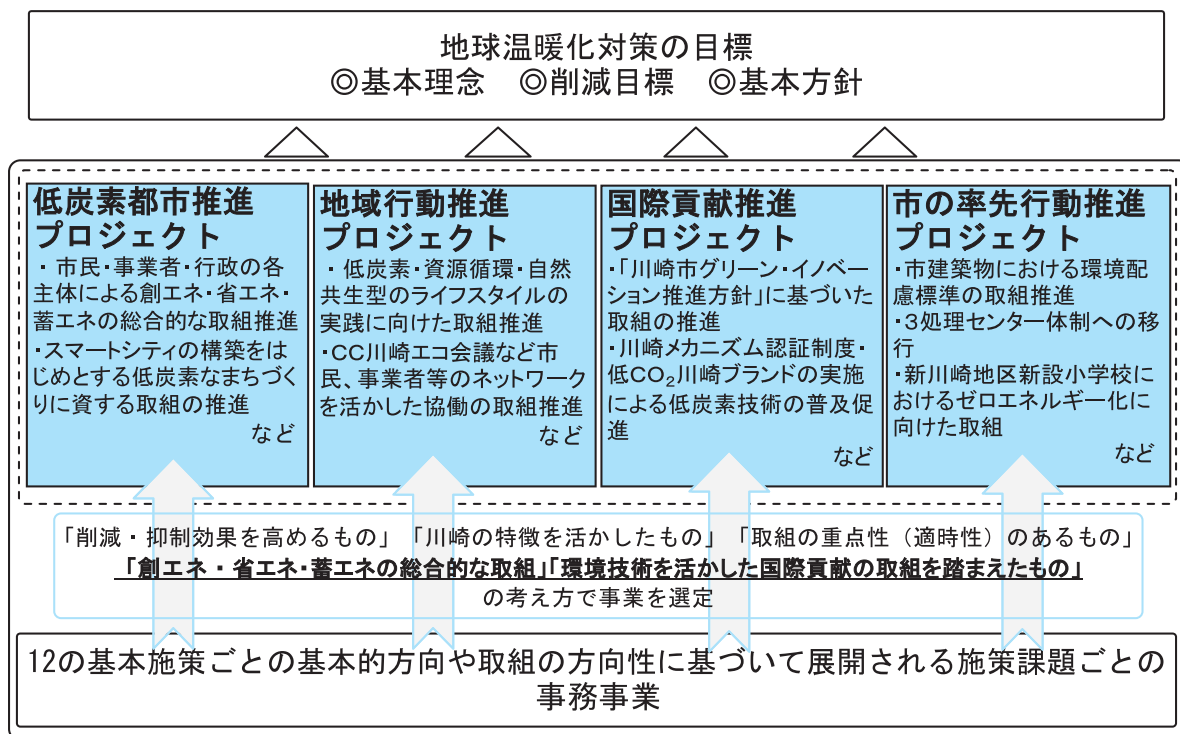 地球温暖化対策の目標
◎基本理念　◎削減目標　◎基本方針
低炭素都市推進
プロジェクト
・市民・事業者・行政の各
主体による創エネ・省エネ・
蓄エネの総合的な取組推進
・スマートシティの構築をは
じめとする低炭素なまちづく
りに資する取組の推進
など
地域行動推進
プロジェクト
・低炭素・資源循環・自然
共生型のライフスタイルの
実践に向けた取組推進
・CC川崎エコ会議など市
民、事業者等のネットワーク
を活かした協働の取組推進
など
国際貢献推進
プロジェクト
・「川崎市グリーン・イノベー
ション推進方針」に基づいた
取組の推進
・川崎メカニズム認証制度・
低CO₂川崎ブランドの実施
による低炭素技術の普及促
進
など
市の率先行動推進
プロジェクト
・市建築物における環境配
慮標準の取組推進
・３処理センター体制への移
行
・新川崎地区新設小学校に
おけるゼロエネルギー化に
向けた取組
など
「削減・抑制効果を高めるもの」「川崎の特徴を活かしたもの」「取組の重点性（適時性）のあるもの」
「創エネ・省エネ・蓄エネの総合的な取組」「環境技術を活かした国際貢献の取組を踏まえたもの」
の考え方で事業を選定
12の基本施策ごとの基本的方向や取組の方向性に基づいて展開される施策課題ごとの
事務事業